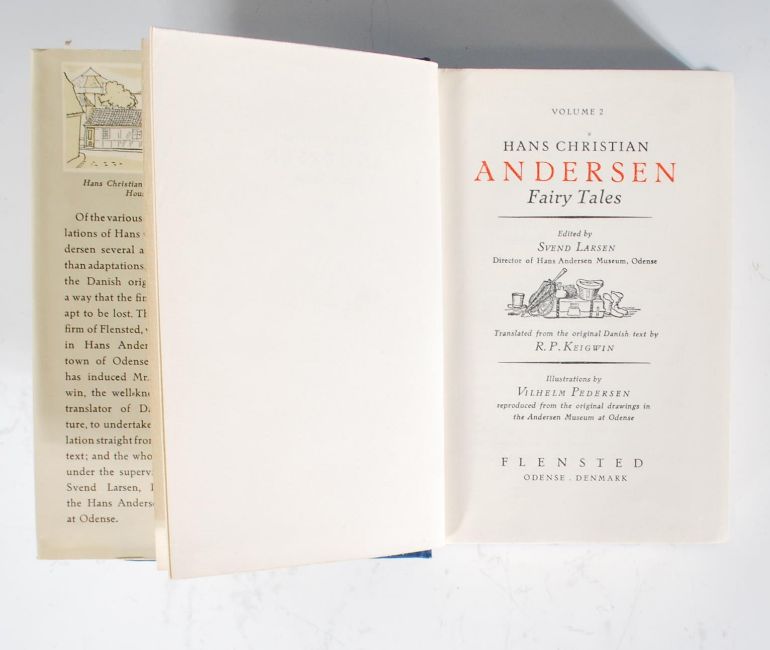 Hans Christian
Of the various
lations of Hans
dersen several a
than adaptations.
the Danish orig
a way that the fin
apt to be lost. Th
firm of Flensted,
in Hans Ander
town of Odense
has induced Mr.
win, the well-kno
translator of Da
ture, to undertake
lation straight from
text; and the who
under the superv
Svend Larsen,
the Hans Anderse
at Odense.
VOLUME 2
HANS CHRISTIAN
ANDERSEN
Fairy Tales
Edited by
SVEND LARSEN
Director of Hans Andersen Museum, Odense
Translated from the original Danish text by
R. P. KEIGWIN
Illustrations by
VILHELM PEDERSEN
reproduced from the original drawings in
the Andersen Museum at Odense
FLENSTED
ODENSE . DENMARK